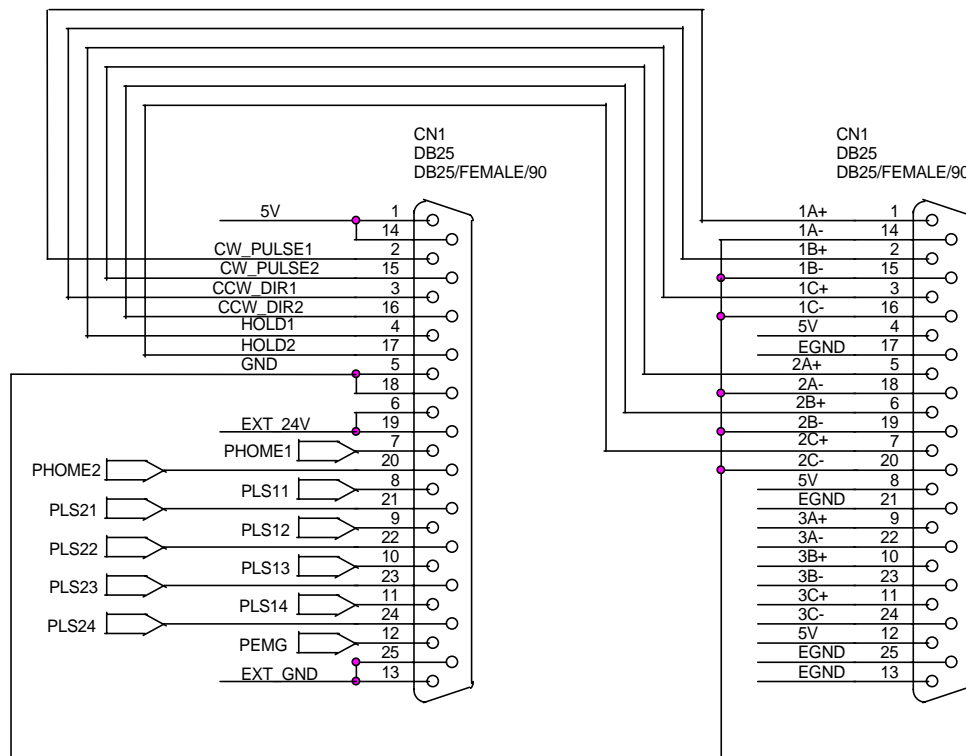 CN1
DB25
DB25/FEMALE/90
5V 1
14
CW_PULSE1 2
CW_PULSE2 15
CCW_DIR1 3
CCW_DIR2 16
HOLD1 4
HOLD2 17
GND 5
18
6
EXT_24V 19
PHOME1 7
PHOME2 20
PLS11 8
PLS21 21
PLS12 9
PLS22 22
PLS13 10
PLS23 23
PLS14 11
PLS24 24
PEMG 12
25
EXT_GND 13
CN1
DB25
DB25/FEMALE/90
1A+ 1
1A- 14
1B+ 2
1B- 15
1C+ 3
1C- 16
5V 4
EGND 17
2A+ 5
2A- 18
2B+ 6
2B- 19
2C+ 7
2C- 20
5V 8
EGND 21
3A+ 9
3A- 22
3B+ 10
3B- 23
3C+ 11
3C- 24
5V 12
EGND 25
EGND 13